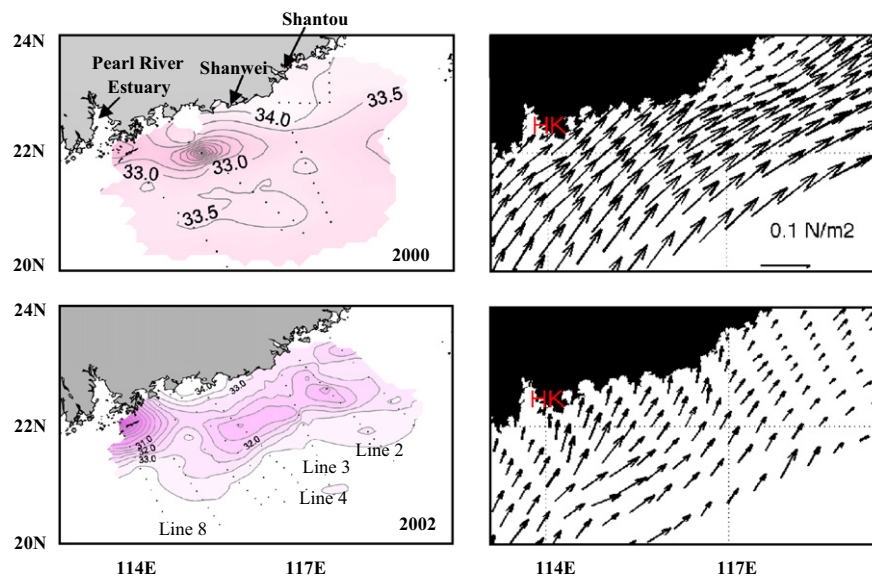 24N
22N
20N
Shantou
Shanwei
Pearl River
Estuary
34.0
33.5
33.0
33.0
33.5
2000
HK
0.1 N/m2
24N
22N
20N
34.0
33.0
31.0
32.0
33.0
32.0
Line 2
Line 3
Line 4
Line 8
2002
HK
114E
117E
114E
117E